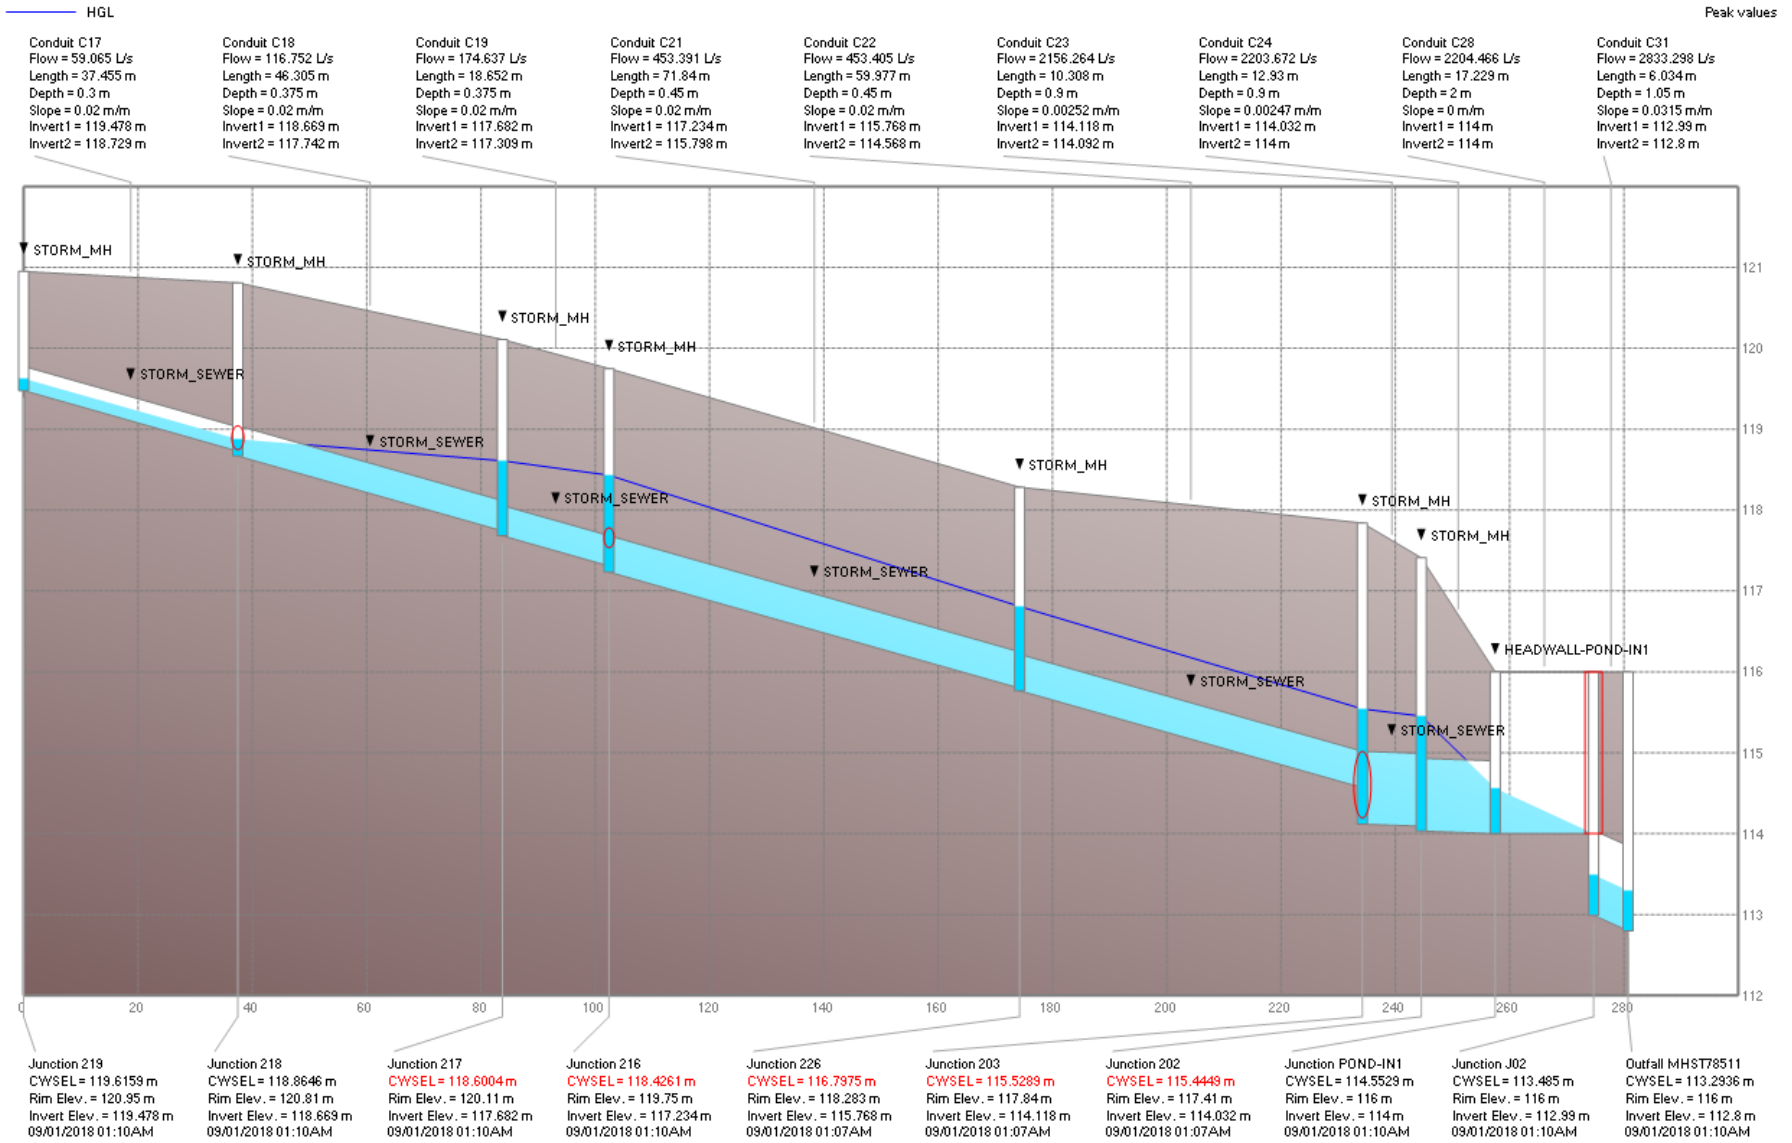 HGL
Peak values
Conduit C17
Flow = 59.065 L/s
Length = 37.455 m
Depth = 0.3 m
Slope = 0.02 m/m
Invert1 = 119.478 m
Invert2 = 118.729 m
Conduit C18
Flow = 116.752 L/s
Length = 46.305 m
Depth = 0.375 m
Slope = 0.02 m/m
Invert1 = 118.669 m
Invert2 = 117.742 m
Conduit C19
Flow = 174.637 L/s
Length = 18.652 m
Depth = 0.375 m
Slope = 0.02 m/m
Invert1 = 117.682 m
Invert2 = 117.309 m
Conduit C21
Flow = 453.391 L/s
Length = 71.84 m
Depth = 0.45 m
Slope = 0.02 m/m
Invert1 = 117.234 m
Invert2 = 115.798 m
Conduit C22
Flow = 453.405 L/s
Length = 59.977 m
Depth = 0.45 m
Slope = 0.02 m/m
Invert1 = 115.768 m
Invert2 = 114.568 m
Conduit C23
Flow = 2156.264 L/s
Length = 10.308 m
Depth = 0.9 m
Slope = 0.00252 m/m
Invert1 = 114.118 m
Invert2 = 114.092 m
Conduit C24
Flow = 2203.672 L/s
Length = 12.93 m
Depth = 0.9 m
Slope = 0.00247 m/m
Invert1 = 114.032 m
Invert2 = 114 m
Conduit C28
Flow = 2204.466 L/s
Length = 17.229 m
Depth = 2 m
Slope = 0 m/m
Invert1 = 114 m
Invert2 = 114 m
Conduit C31
Flow = 2833.298 L/s
Length = 6.034 m
Depth = 1.05 m
Slope = 0.0315 m/m
Invert1 = 112.99 m
Invert2 = 112.8 m
STORM_MH
STORM_MH
STORM_MH
STORM_MH
STORM_MH
STORM_MH
STORM_MH
HEADWALL-POND-IN1
STORM_SEWER
STORM_SEWER
STORM_SEWER
STORM_SEWER
STORM_SEWER
STORM_SEWER
121
120
119
118
117
116
115
114
113
112
0
20
40
60
80
100
120
140
160
180
200
220
240
260
280
Junction 219
CWSEL = 119.6159 m
Rim Elev. = 120.95 m
Invert Elev. = 119.478 m
09/01/2018 01:10AM
Junction 218
CWSEL = 118.8646 m
Rim Elev. = 120.81 m
Invert Elev. = 118.669 m
09/01/2018 01:10AM
Junction 217
CWSEL = 118.6004 m
Rim Elev. = 120.11 m
Invert Elev. = 117.682 m
09/01/2018 01:10AM
Junction 216
CWSEL = 118.4261 m
Rim Elev. = 119.75 m
Invert Elev. = 117.234 m
09/01/2018 01:10AM
Junction 226
CWSEL = 116.7975 m
Rim Elev. = 118.283 m
Invert Elev. = 115.768 m
09/01/2018 01:07AM
Junction 203
CWSEL = 115.5289 m
Rim Elev. = 117.84 m
Invert Elev. = 114.118 m
09/01/2018 01:07AM
Junction 202
CWSEL = 115.4449 m
Rim Elev. = 117.41 m
Invert Elev. = 114.032 m
09/01/2018 01:07AM
Junction POND-IN1
CWSEL = 114.5529 m
Rim Elev. = 116 m
Invert Elev. = 114 m
09/01/2018 01:10AM
Junction J02
CWSEL = 113.485 m
Rim Elev. = 116 m
Invert Elev. = 112.99 m
09/01/2018 01:10AM
Outfall MHST78511
CWSEL = 113.2936 m
Rim Elev. = 116 m
Invert Elev. = 112.8 m
09/01/2018 01:10AM